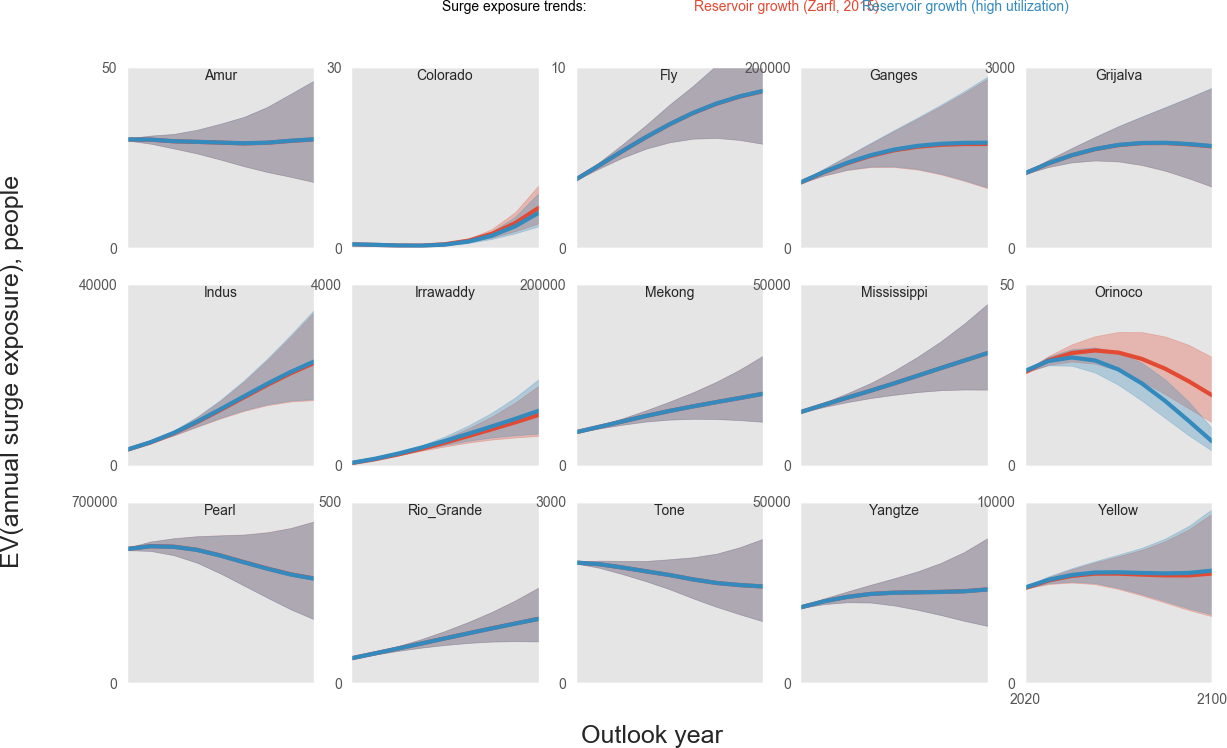 Surge exposure trends: Reservoir growth (Zarfl, 2015) Reservoir growth (high utilization)
50 Amur 30 Colorado 10 Fly 200000 Ganges 3000 Grijalva
0 0 0 0 0
40000 Indus 4000 Irrawaddy 200000 Mekong 50000 Mississippi 50 Orinoco
0 0 0 0 0
700000 Pearl 500 Rio_Grande 3000 Tone 50000 Yangtze 10000 Yellow
0 0 0 0 0
2020 2100
EV(annual surge exposure), people
Outlook year